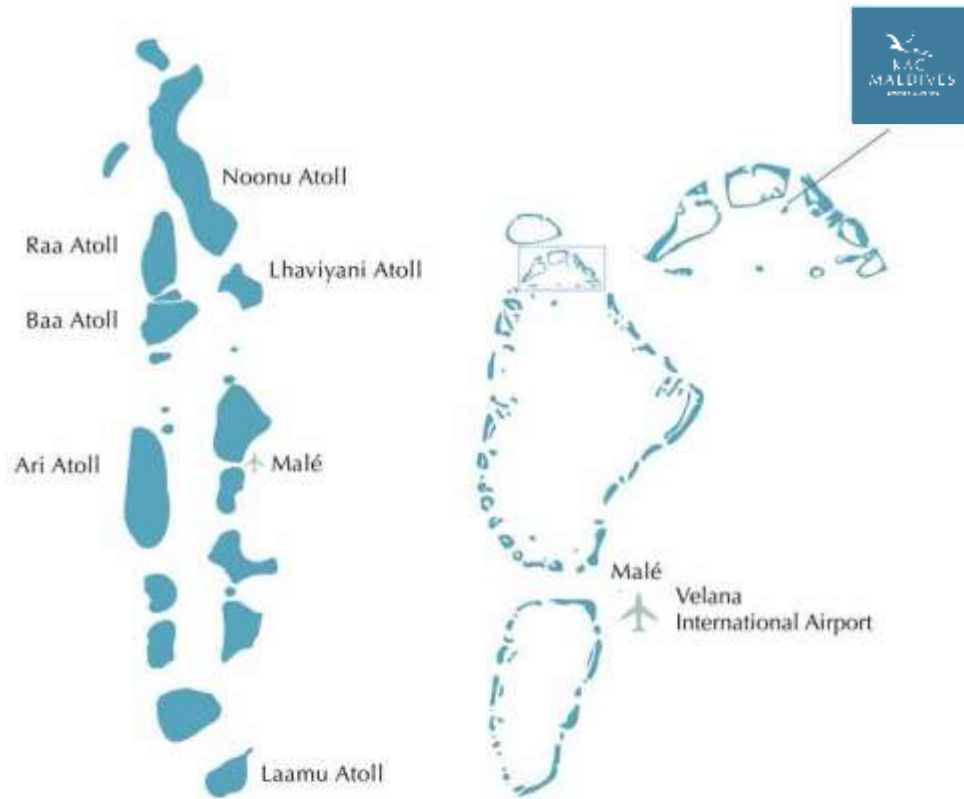 KAC
MALDIVES
Noonu Atoll
Raa Atoll
Lhaviyani Atoll
Baa Atoll
Ari Atoll
Malé
Malé
Velana
International Airport
Laamu Atoll